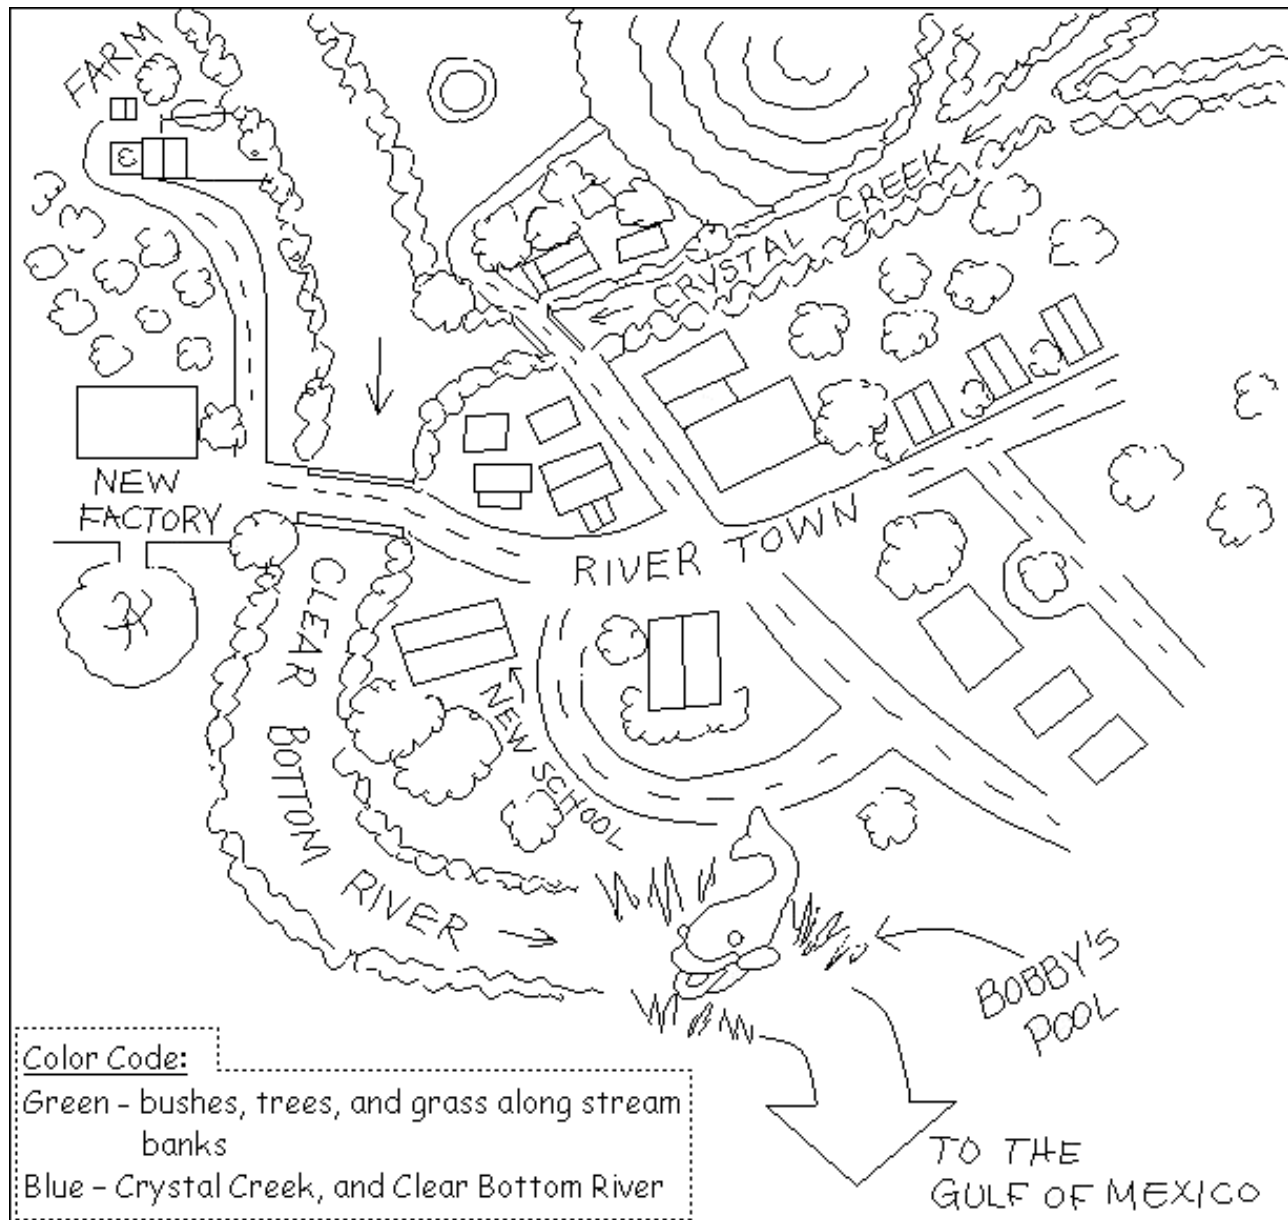 FARM
CRYSTAL CREEK
NEW
FACTORY
RIVER TOWN
CLEAR BOTTOM RIVER
NEW SCHOOL
BOBBY'S
POOL
Color Code:
Green - bushes, trees, and grass along stream
banks
Blue - Crystal Creek, and Clear Bottom River
TO THE
GULF OF MEXICO